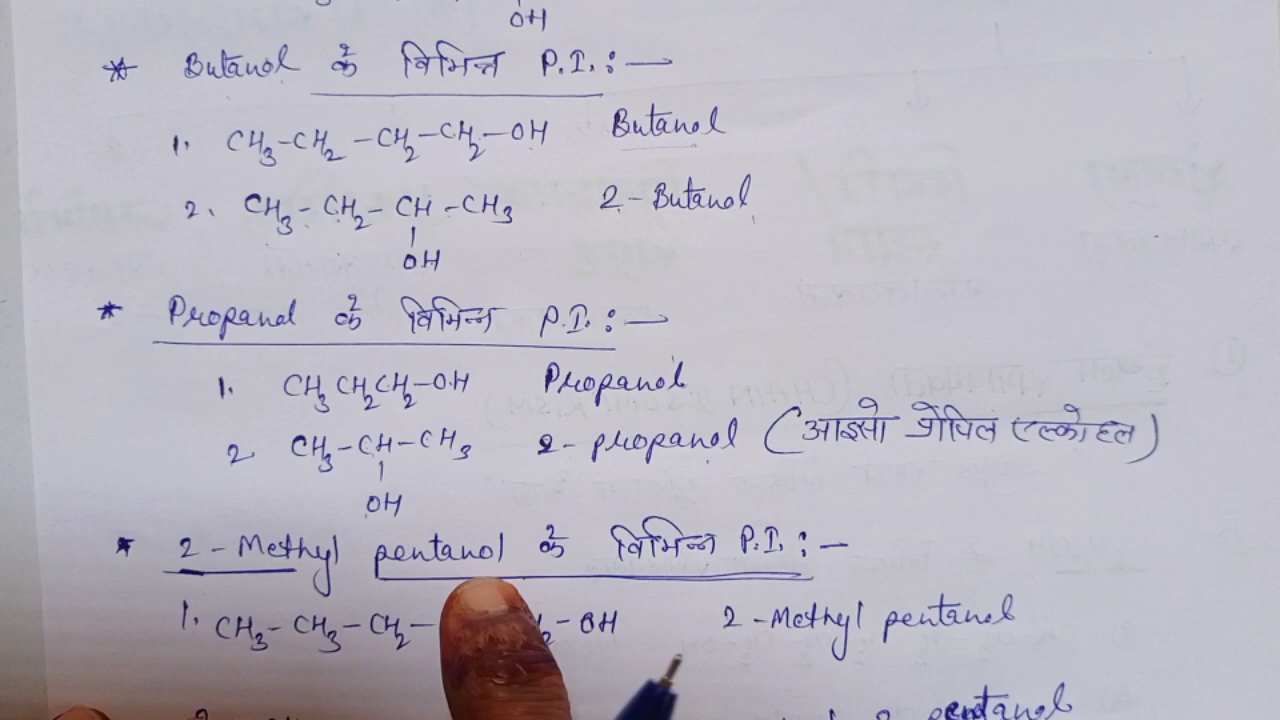 OH
* Butanol के विभिन्न P.I. :—
1. CH3-CH2-CH2-CH2-OH Butanol
2. CH3-CH2-CH-CH3 2-Butanol
OH
* Propanol के विभिन्न P.I. :—
1. CH3CH2CH2-OH Propanol
2 CH3-CH-CH3 2-propanol (आइसो प्रोपिल एल्कोहल)
OH
* 2-Methyl pentanol के विभिन्न P.I. :—
1. CH3-CH3-CH2- -OH 2-Methyl pentanol
pentanol